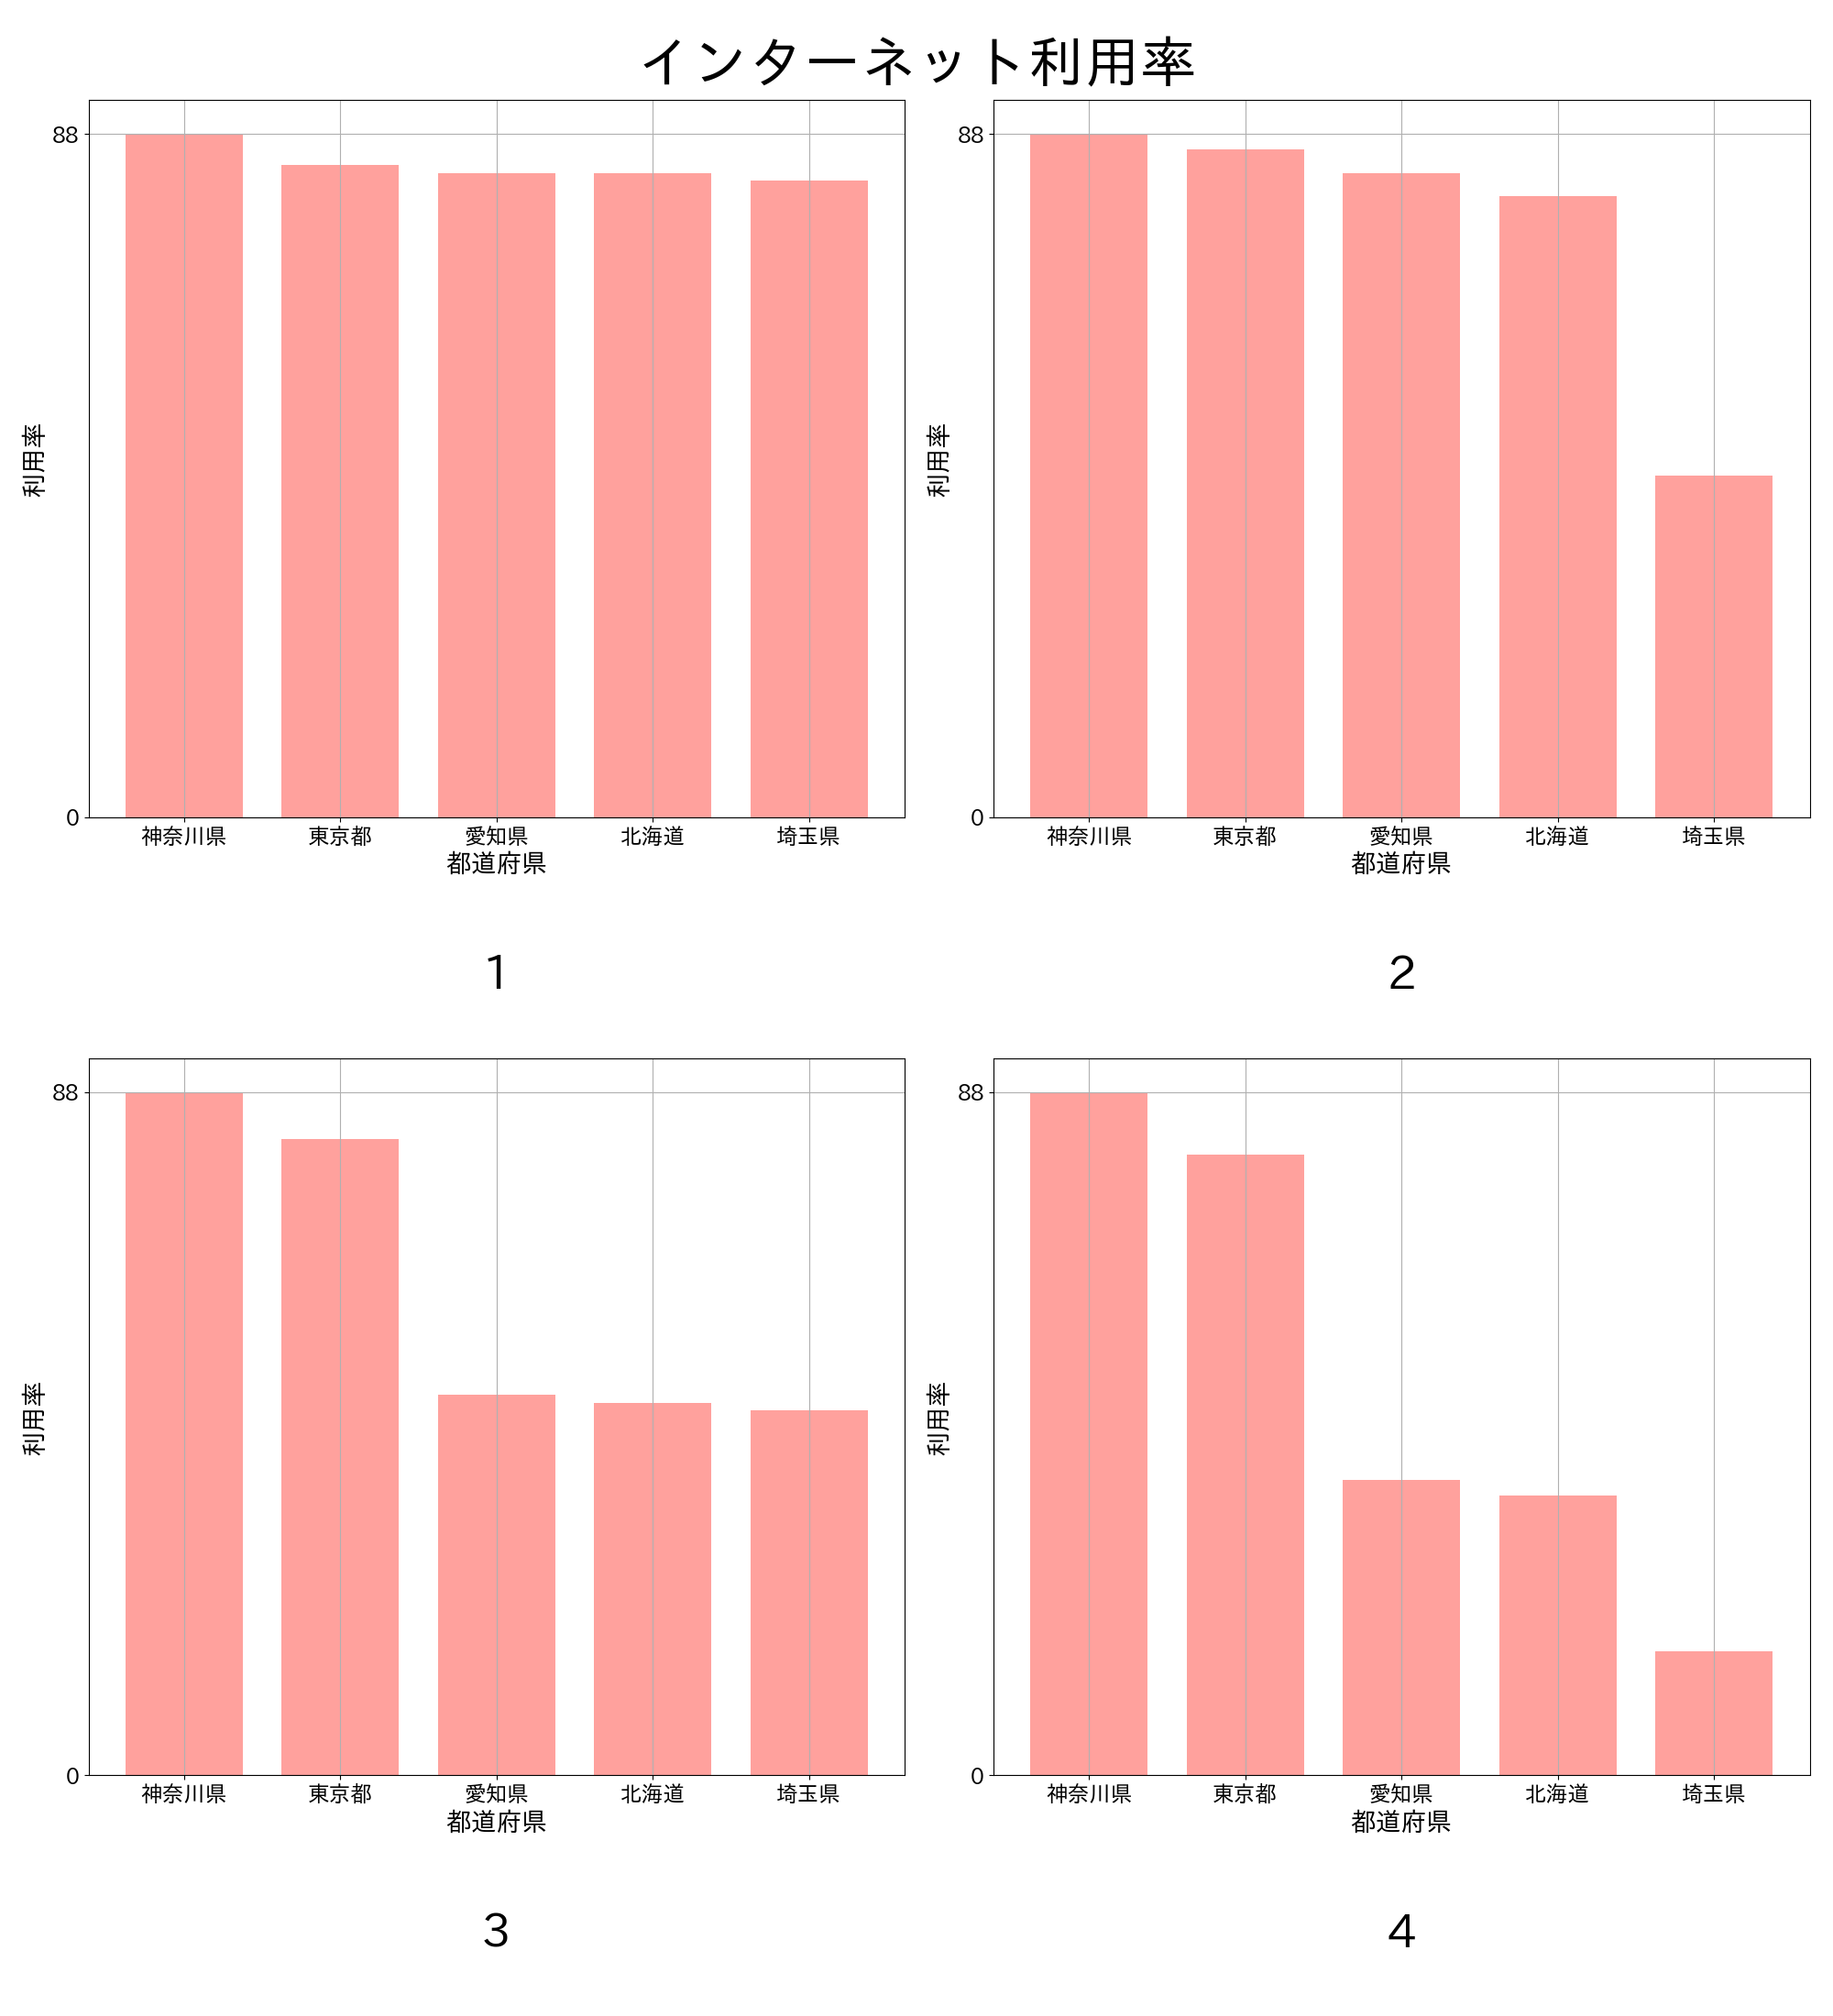 インターネット利用率
88
0
利用率
神奈川県 東京都 愛知県 北海道 埼玉県
都道府県
1
88
0
利用率
神奈川県 東京都 愛知県 北海道 埼玉県
都道府県
2
88
0
利用率
神奈川県 東京都 愛知県 北海道 埼玉県
都道府県
3
88
0
利用率
神奈川県 東京都 愛知県 北海道 埼玉県
都道府県
4